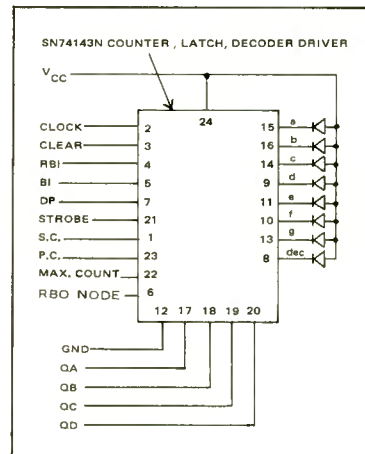 SN74143N COUNTER , LATCH, DECODER DRIVER
VCC
24
CLOCK 2 15 a
CLEAR 3 16 b
RBI 4 14 c
BI 5 9 d
DP 7 11 e
STROBE 21 10 f
S.C. 1 13 g
P.C. 23 8 dec
MAX. COUNT 22
RBO NODE 6
12 17 18 19 20
GND
QA
QB
QC
QD